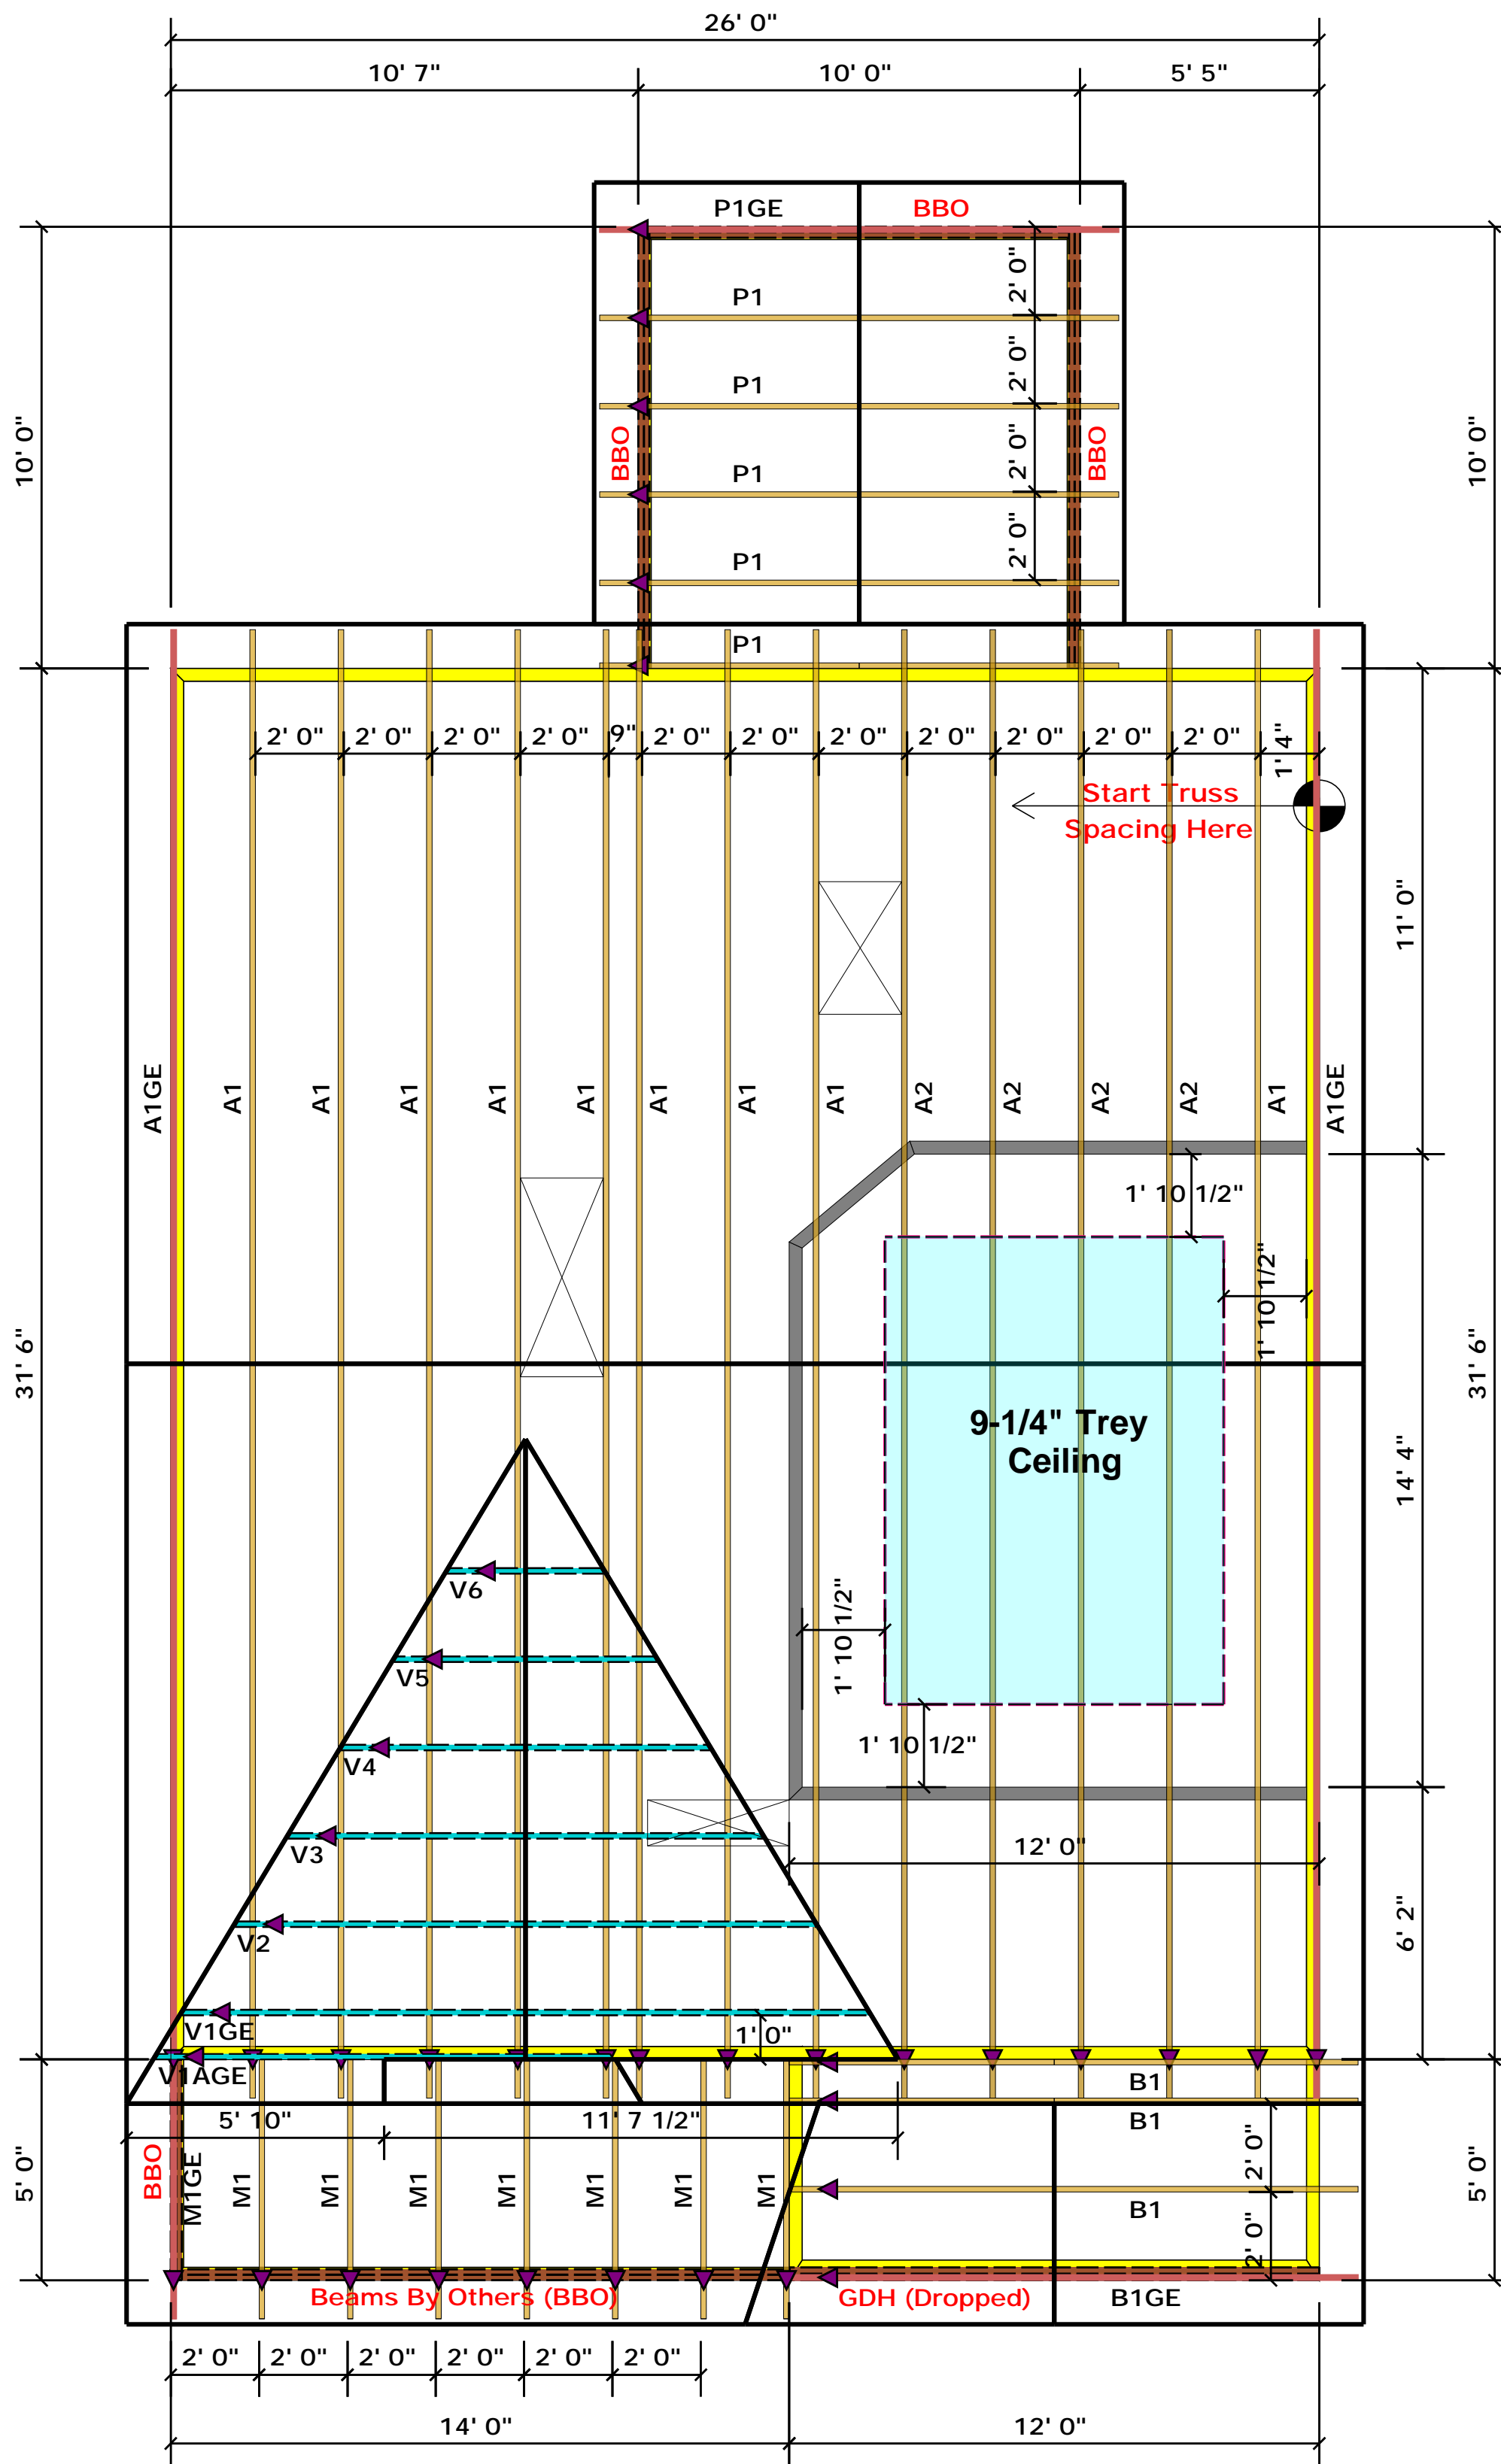 26' 0"
10' 7"
10' 0"
5' 5"
P1GE
BBO
2' 0"
P1
2' 0"
P1
10' 0"
BBO
2' 0"
BBO
10' 0"
P1
2' 0"
P1
P1
2' 0"
2' 0"
2' 0"
2' 0"
9"
2' 0"
2' 0"
2' 0"
2' 0"
2' 0"
2' 0"
2' 0"
1' 4"
Start Truss
Spacing Here
11' 0"
A1GE
A1
A1
A1
A1
A1
A1
A1
A1
A2
A2
A2
A2
A1
A1GE
1' 10 1/2"
1' 10 1/2"
31' 6"
31' 6"
9-1/4" Trey
Ceiling
14' 4"
V6
1' 10 1/2"
V5
1' 10 1/2"
V4
12' 0"
V3
6' 2"
V2
V1GE
1' 0"
V1AGE
B1
5' 10"
11' 7 1/2"
B1
5' 0"
BBO
M1GE
M1
M1
M1
M1
M1
M1
M1
2' 0"
5' 0"
B1
2' 0"
Beams By Others (BBO)
GDH (Dropped)
B1GE
2' 0"
2' 0"
2' 0"
2' 0"
2' 0"
2' 0"
14' 0"
12' 0"